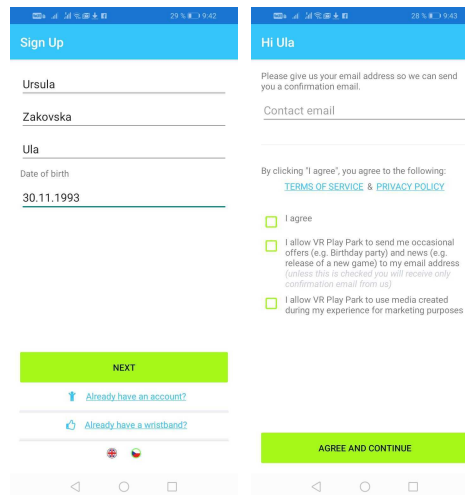 29 % 9:42
Sign Up
Ursula
Zakovska
Ula
Date of birth
30.11.1993
NEXT
Already have an account?
Already have a wristband?
28 % 9:43
Hi Ula
Please give us your email address so we can send
you a confirmation email.
Contact email
By clicking "I agree", you agree to the following:
TERMS OF SERVICE & PRIVACY POLICY
I agree
I allow VR Play Park to send me occasional
offers (e.g. Birthday party) and news (e.g.
release of a new game) to my email address
(unless this is checked you will receive only
confirmation email from us)
I allow VR Play Park to use media created
during my experience for marketing purposes
AGREE AND CONTINUE